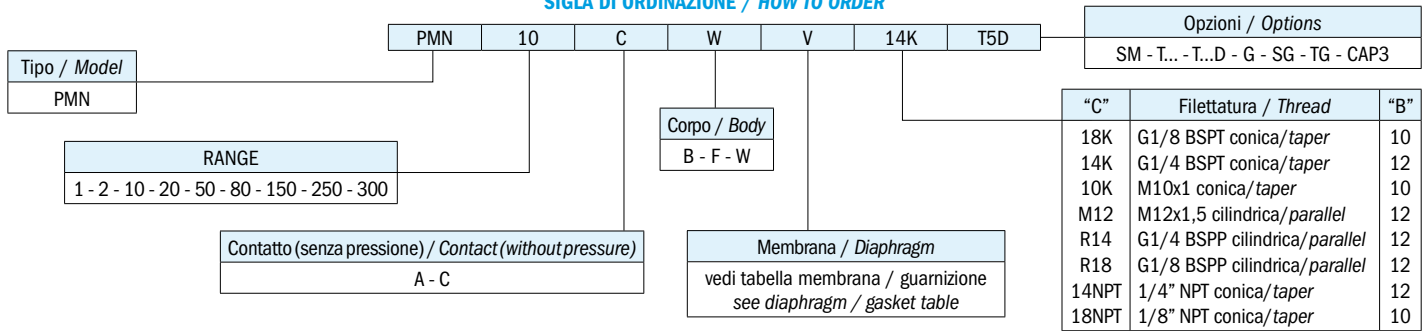 SIGLA DI ORDINAZIONE / HOW TO ORDER
PMN 10 C W V 14K T5D
Opzioni / Options
SM - T... - T...D - G - SG - TG - CAP3
Tipo / Model
PMN
RANGE
1 - 2 - 10 - 20 - 50 - 80 - 150 - 250 - 300
Contatto (senza pressione) / Contact (without pressure)
A - C
Corpo / Body
B - F - W
Membrana / Diaphragm
vedi tabella membrana / guarnizione
see diaphragm / gasket table
“C” Filettatura / Thread “B”
18K G1/8 BSPT conica/taper 10
14K G1/4 BSPT conica/taper 12
10K M10x1 conica/taper 10
M12 M12x1,5 cilindrica/parallel 12
R14 G1/4 BSPP cilindrica/parallel 12
R18 G1/8 BSPP cilindrica/parallel 12
14NPT 1/4” NPT conica/taper 12
18NPT 1/8” NPT conica/taper 10